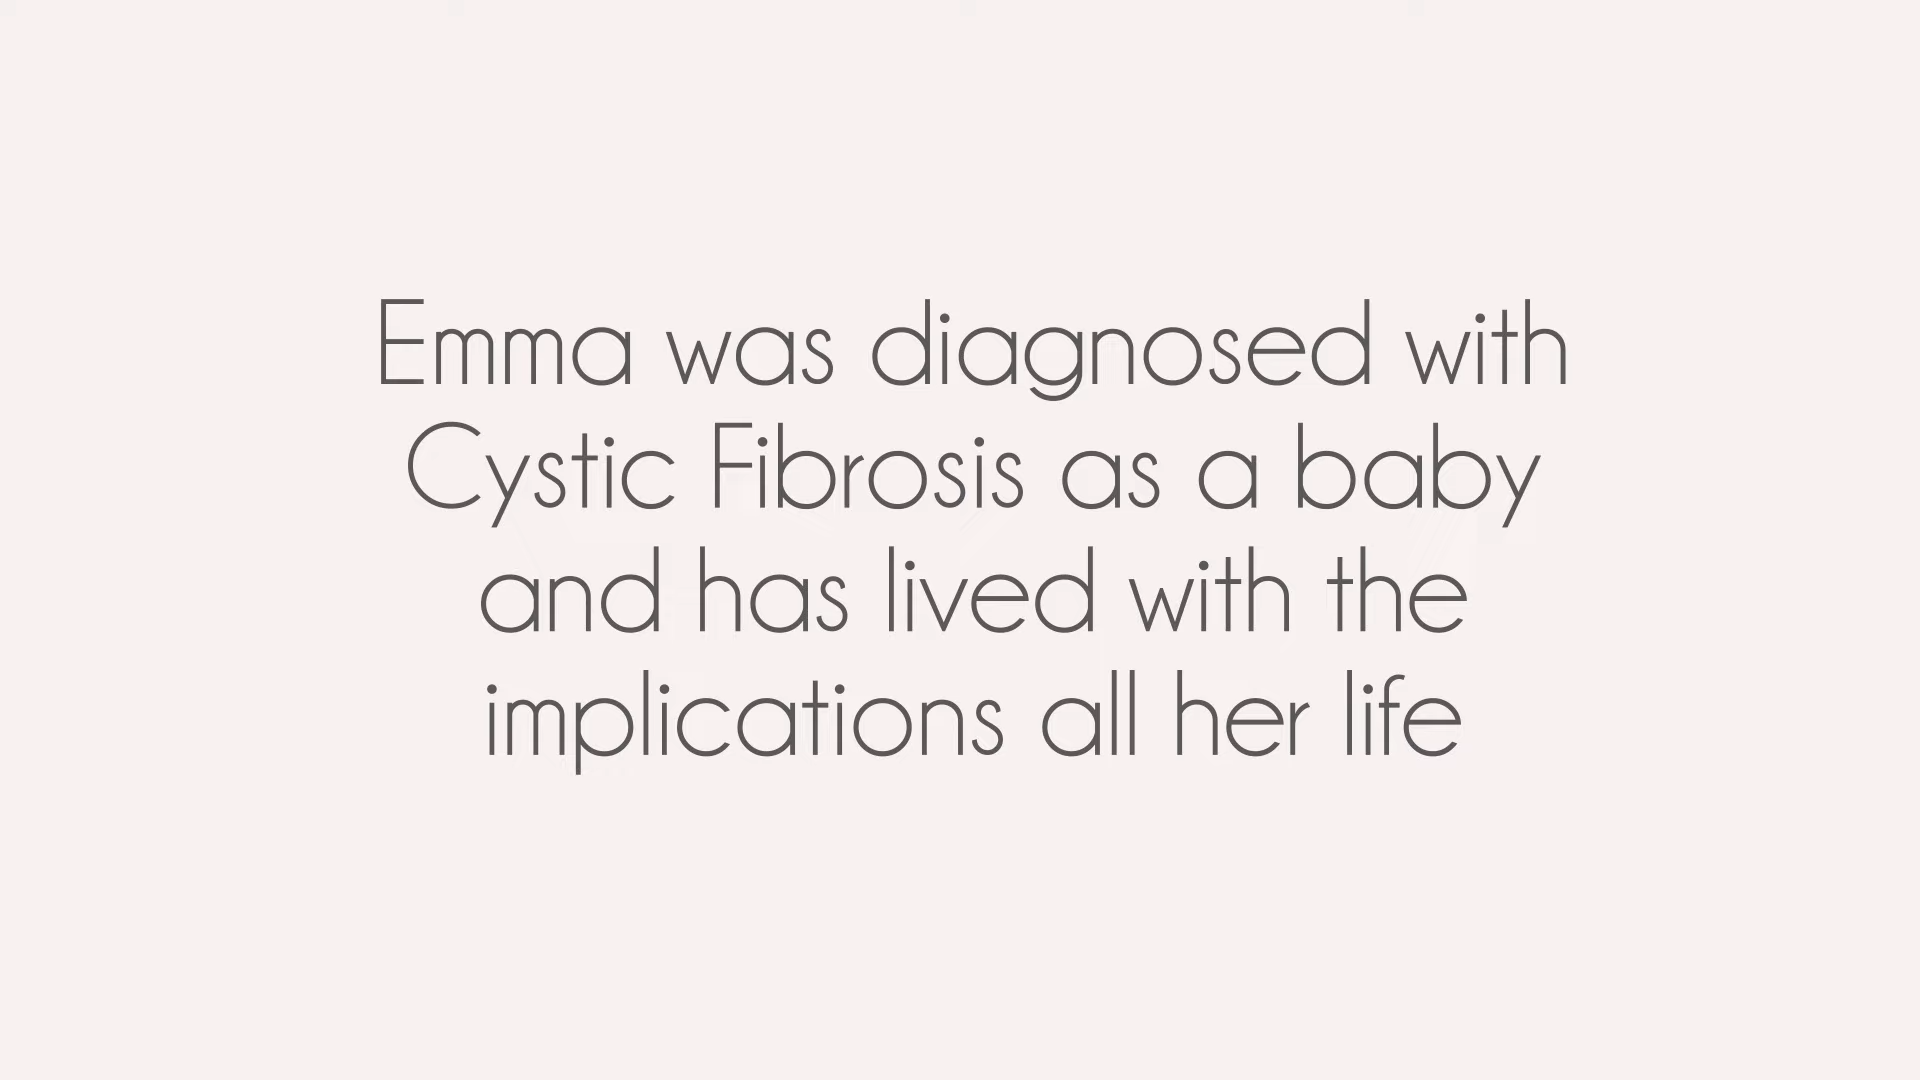 Emma was diagnosed with
Cystic Fibrosis as a baby
and has lived with the
implications all her life